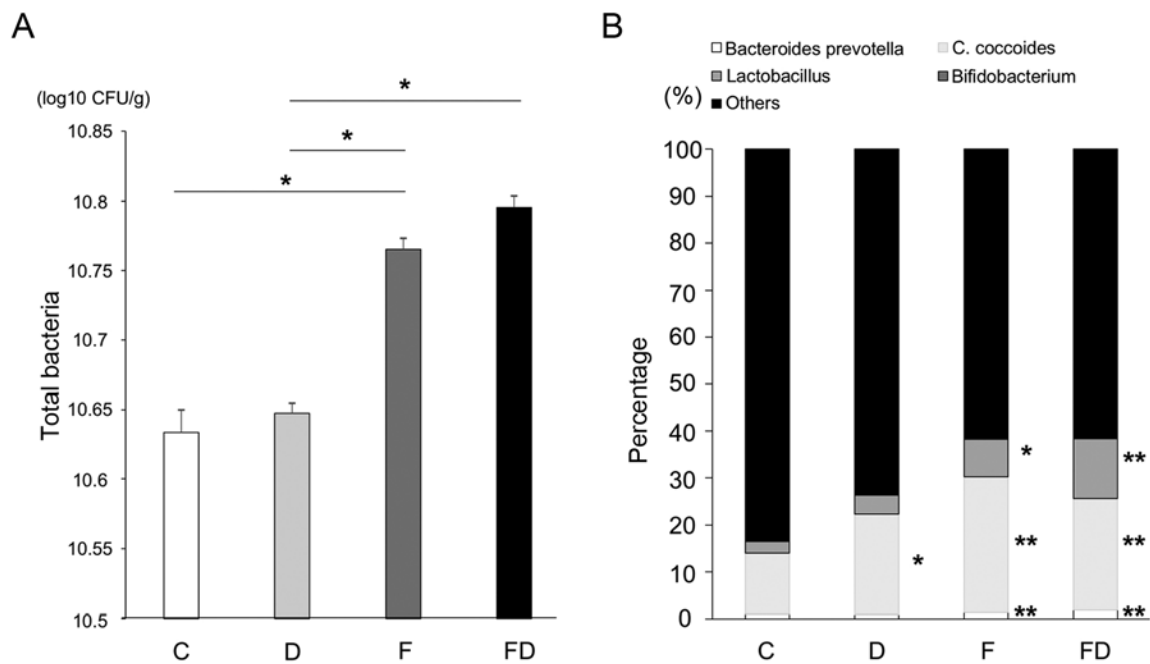 A
(log10 CFU/g)
Total bacteria
10.85
10.8
10.75
10.7
10.65
10.6
10.55
10.5
*
*
*
C D F FD
B
Bacteroides prevotella C. coccoides
Lactobacillus Bifidobacterium
Others
(%)
Percentage
100
90
80
70
60
50
40
30
20
10
0
* **
* ** **
** **
C D F FD